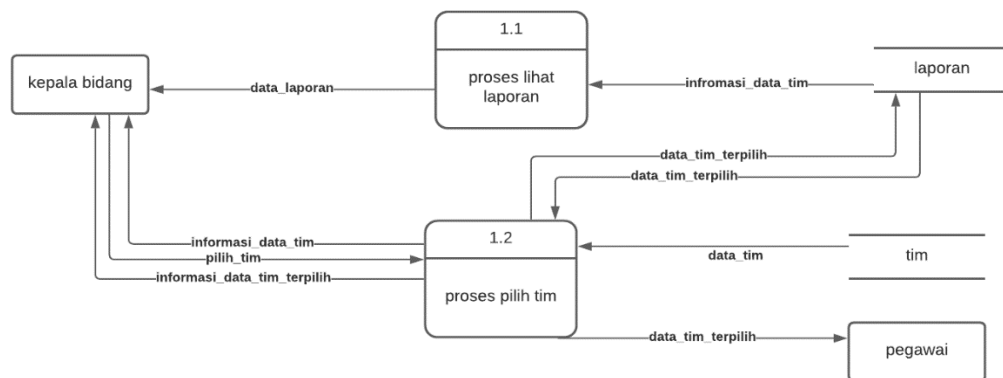 1.1
kepala bidang
proses lihat
laporan
laporan
data_laporan
infromasi_data_tim
data_tim_terpilih
data_tim_terpilih
1.2
informasi_data_tim
pilih_tim
informasi_data_tim_terpilih
proses pilih tim
data_tim
tim
data_tim_terpilih
pegawai